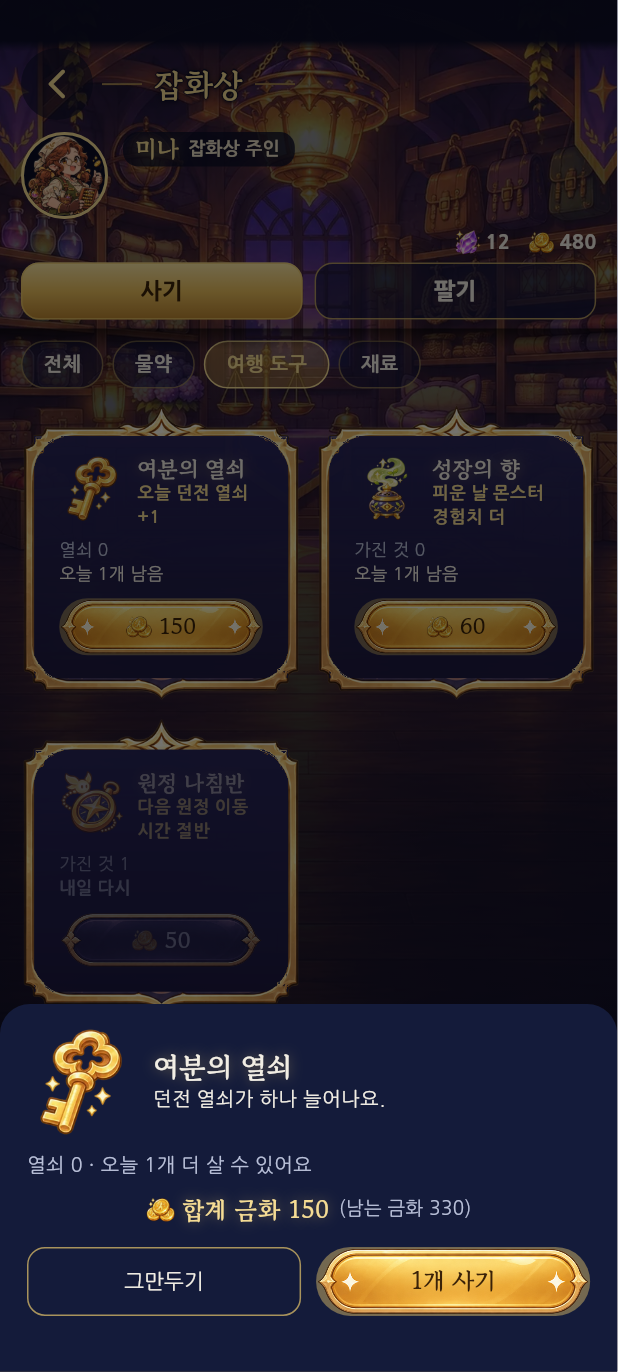 잡화상
미나 잡화상 주인
12 480
사기 팔기
전체 물약 여행 도구 재료
여분의 열쇠
오늘 던전 열쇠
+1
열쇠 0
오늘 1개 남음
150
성장의 향
피운 날 몬스터
경험치 더
가진 것 0
오늘 1개 남음
60
원정 나침반
다음 원정 이동
시간 절반
가진 것 1
내일 다시
50
여분의 열쇠
던전 열쇠가 하나 늘어나요.
열쇠 0 · 오늘 1개 더 살 수 있어요
합계 금화 150 (남는 금화 330)
그만두기 1개 사기